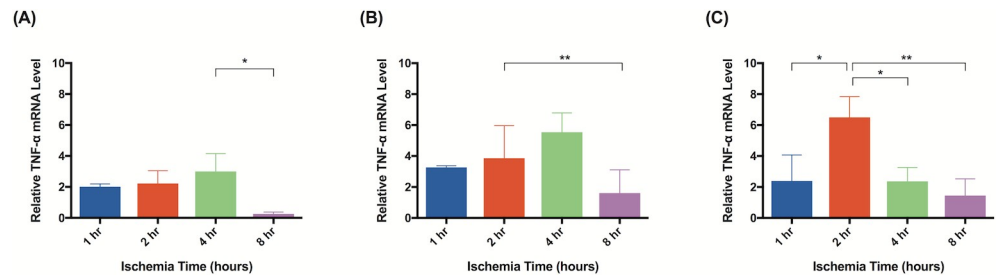 (A)
Relative TNF-α mRNA Level
10
8
6
4
2
0
*
1 hr
2 hr
4 hr
8 hr
Ischemia Time (hours)
(B)
Relative TNF-α mRNA Level
10
8
6
4
2
0
**
1 hr
2 hr
4 hr
8 hr
Ischemia Time (hours)
(C)
Relative TNF-α mRNA Level
10
8
6
4
2
0
*
**
*
1 hr
2 hr
4 hr
8 hr
Ischemia Time (hours)